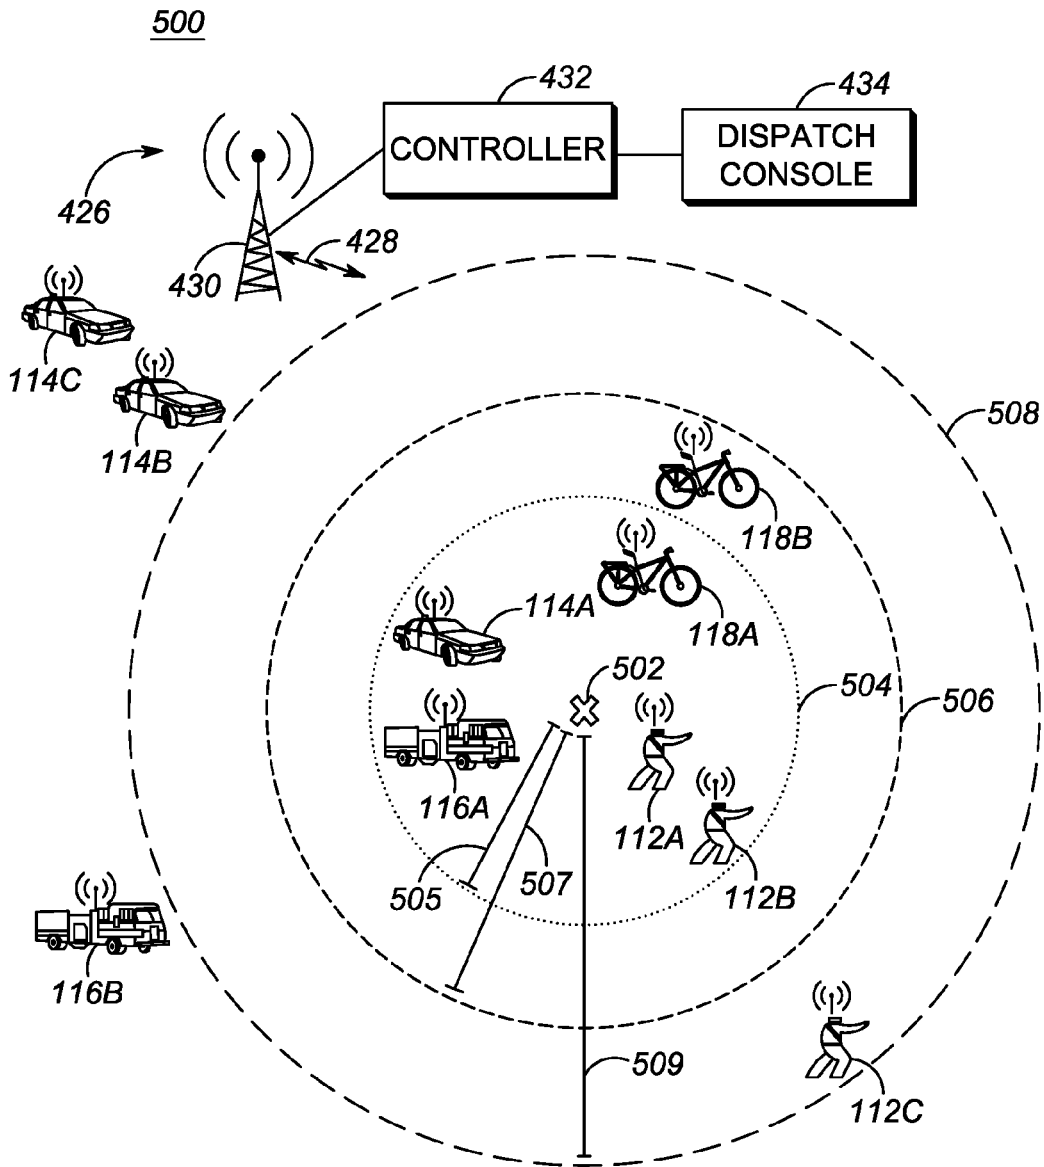 500
432
434
CONTROLLER
DISPATCH
CONSOLE
426
428
430
114C
114B
508
118B
114A
118A
502
504
506
116A
112A
505
507
112B
116B
509
112C